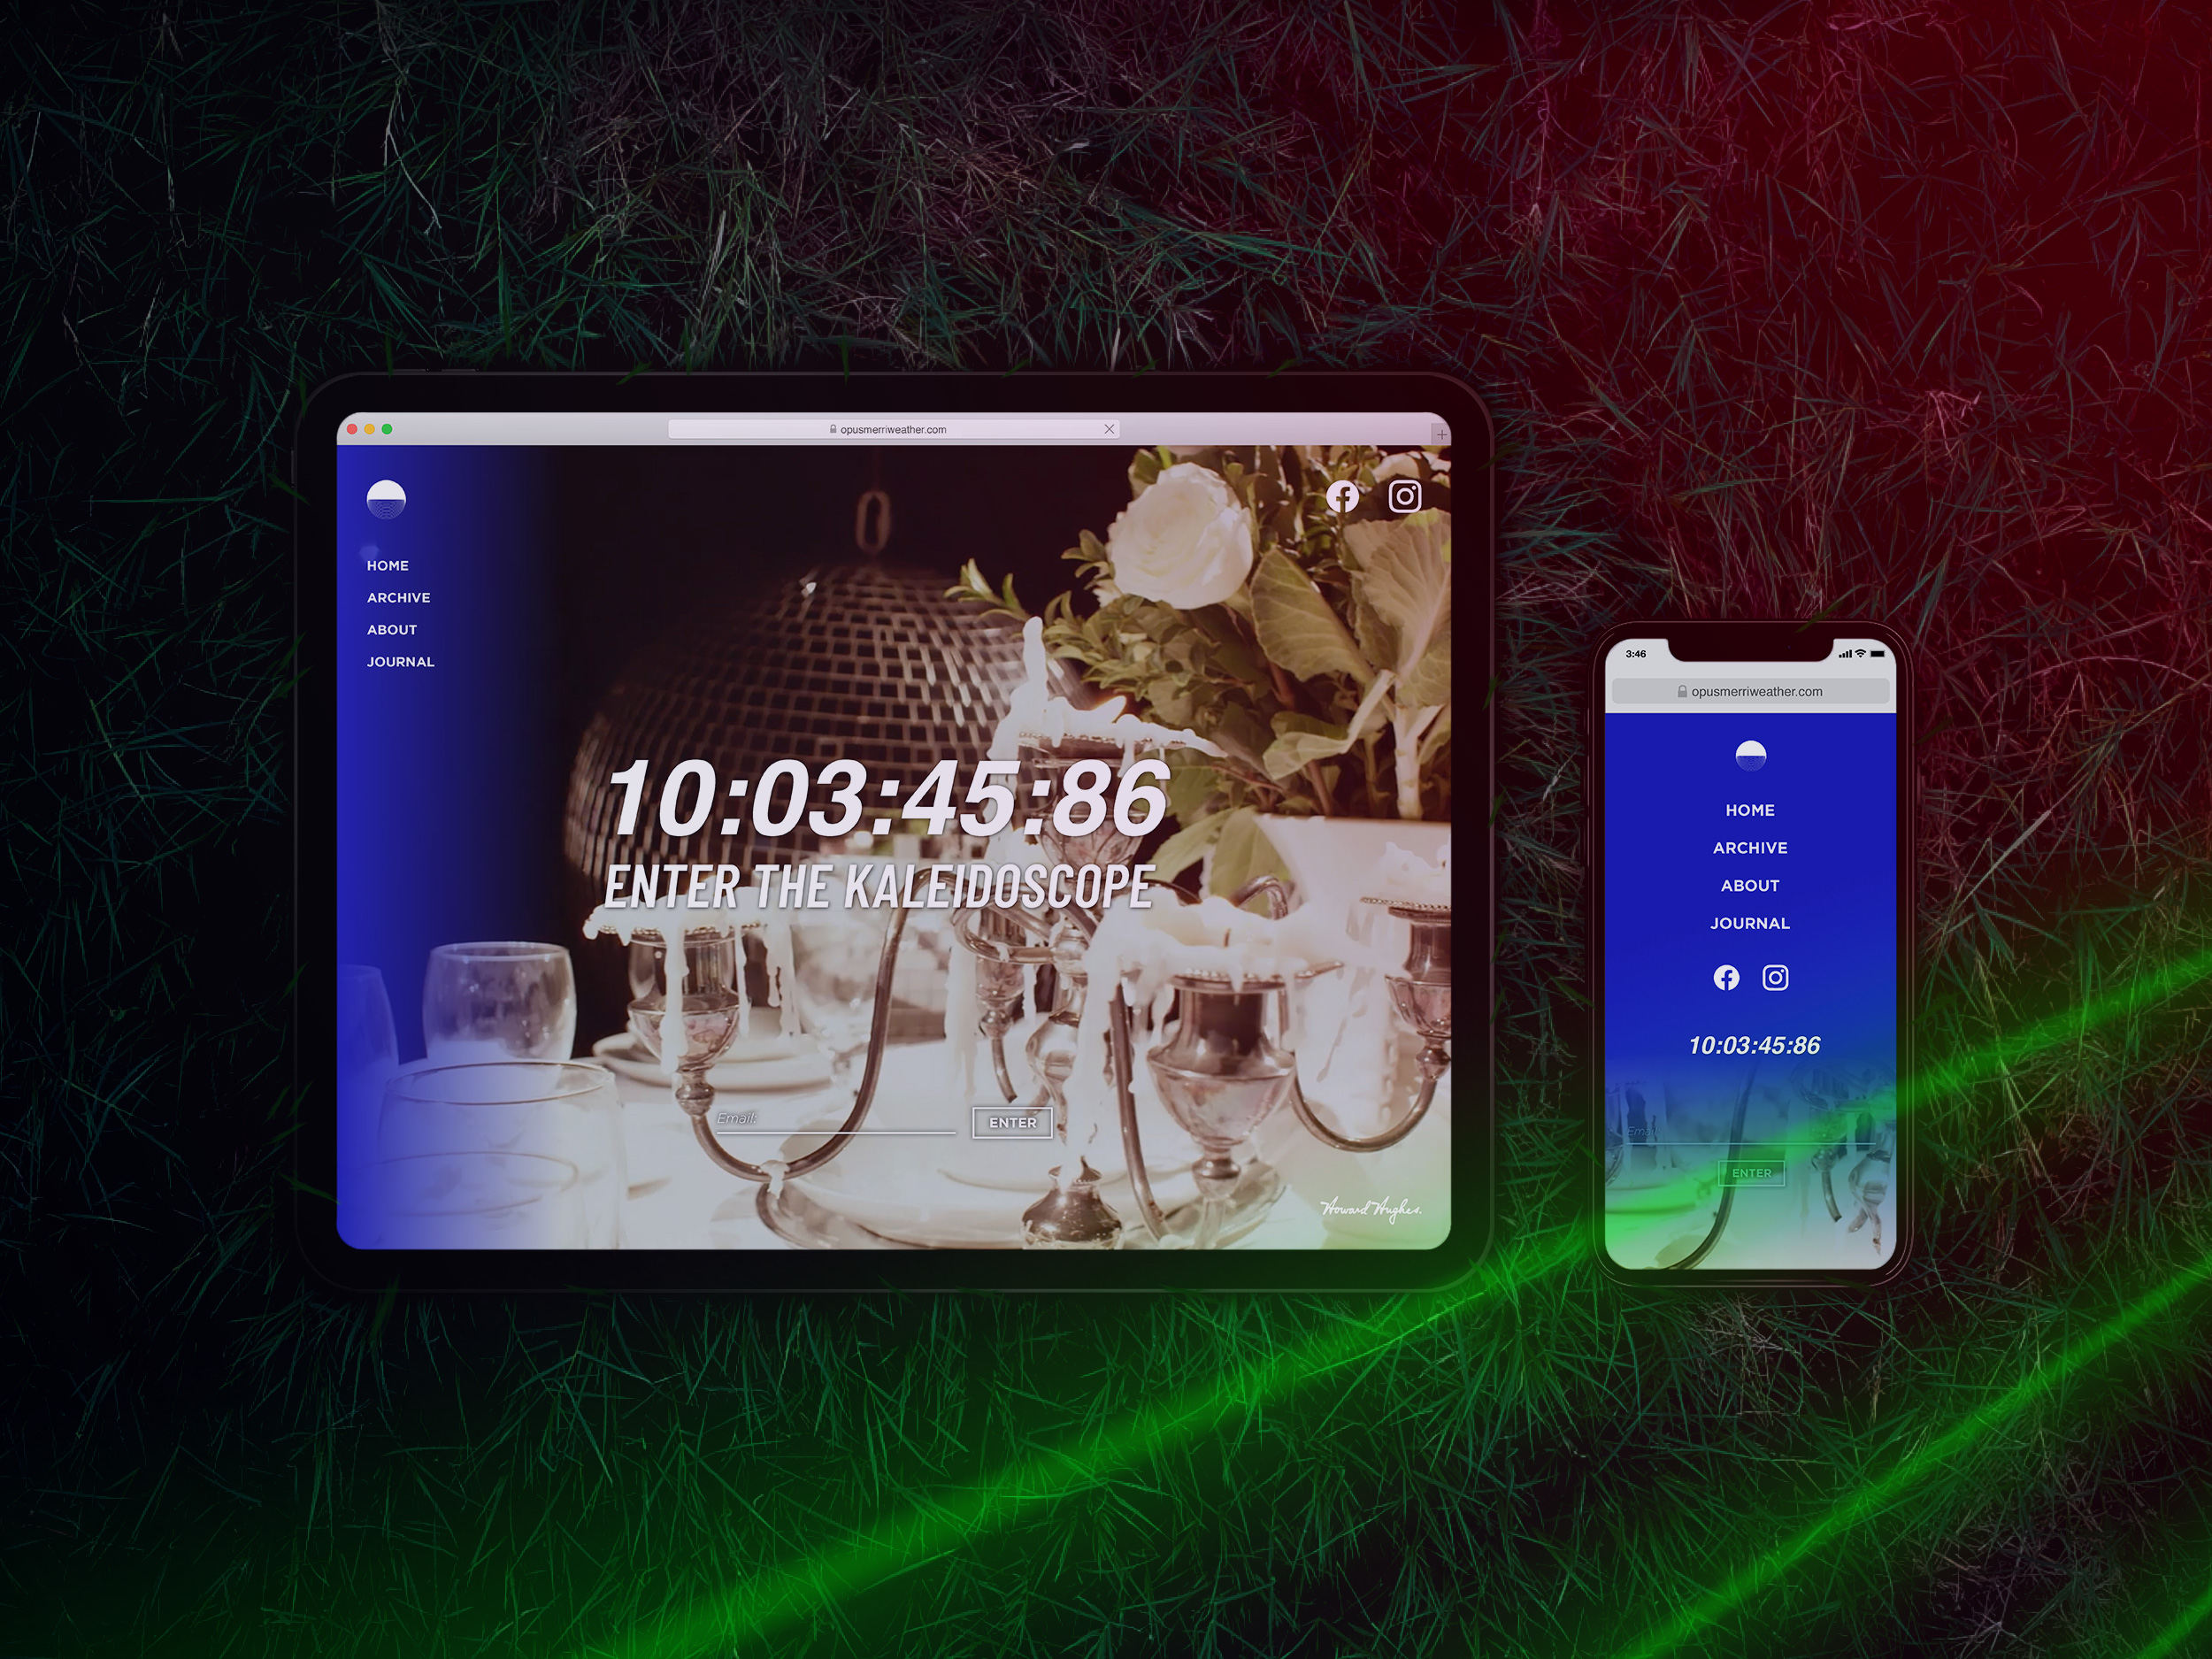 opusmerriweather.com
HOME
ARCHIVE
ABOUT
JOURNAL
10:03:45:86
ENTER THE KALEIDOSCOPE
Email:
ENTER
Howard Hughes.
3:46
opusmerriweather.com
HOME
ARCHIVE
ABOUT
JOURNAL
10:03:45:86
Email:
ENTER